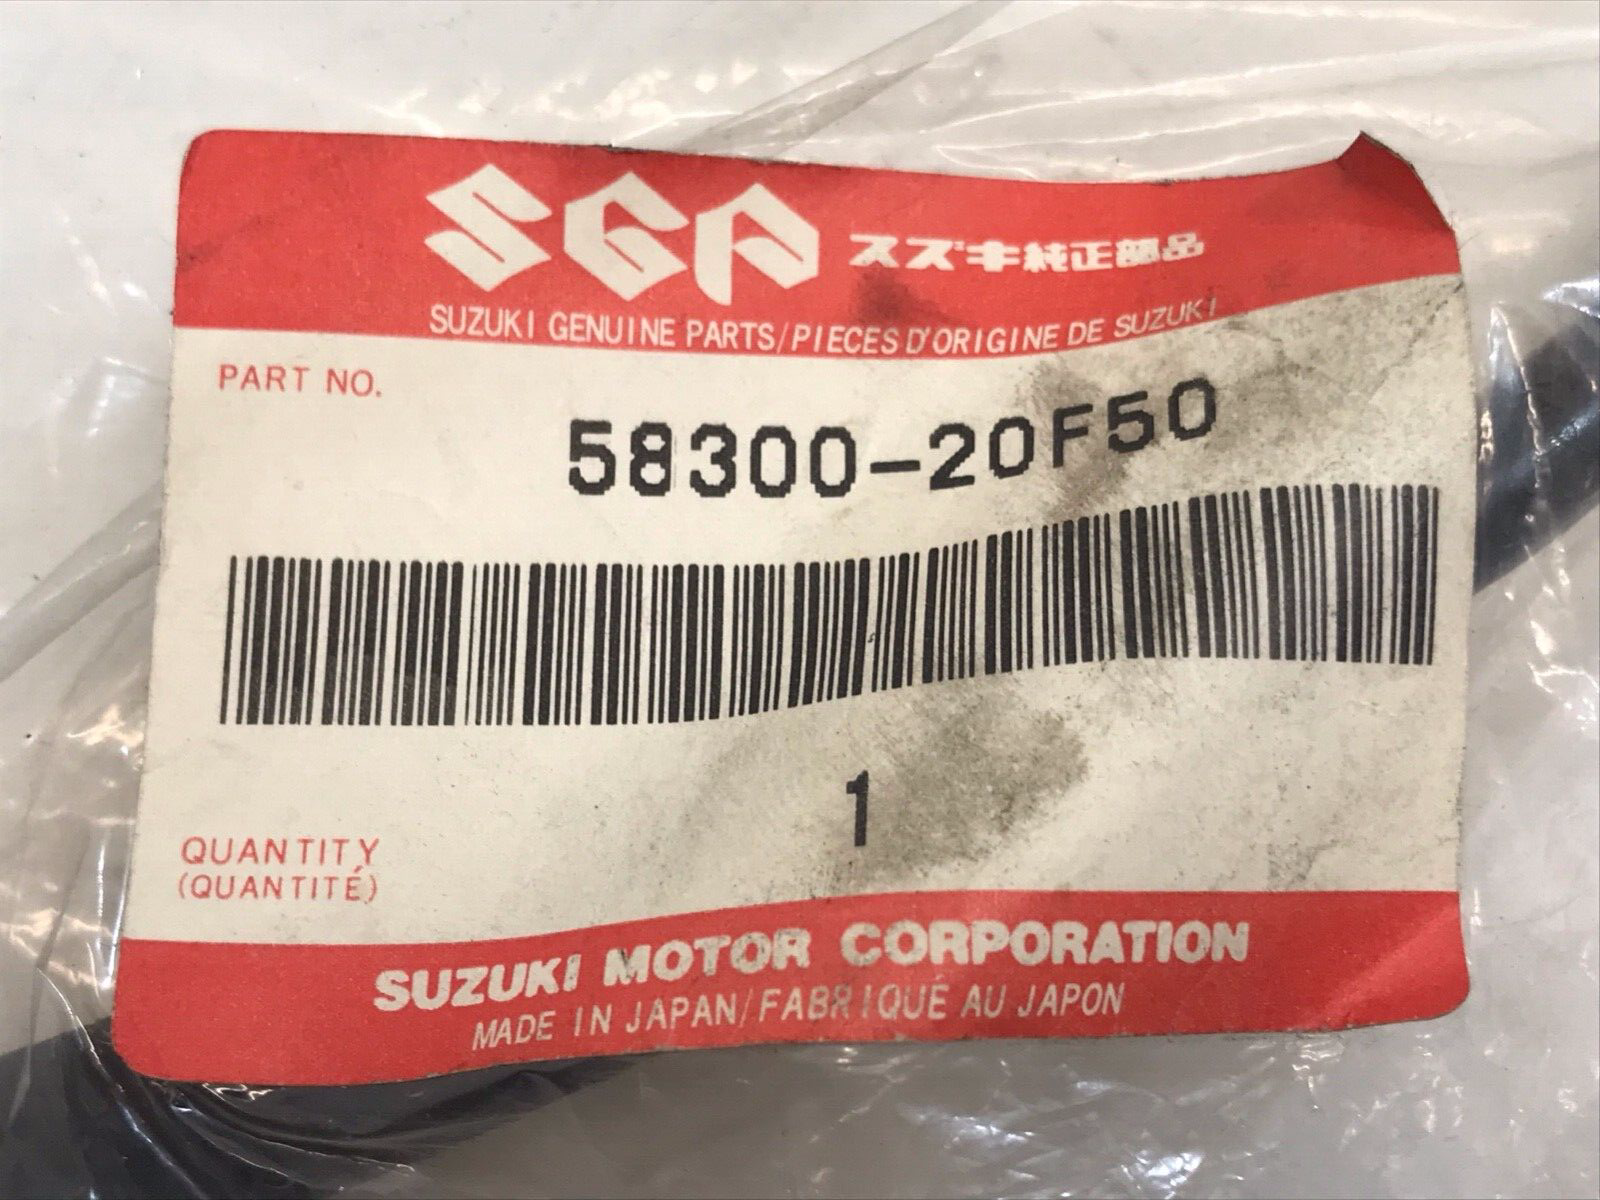 SGP スズキ純正部品
SUZUKI GENUINE PARTS/PIECES D'ORIGINE DE SUZUKI
PART NO.
58300-20F50
1
QUANTITY
(QUANTITÉ)
SUZUKI MOTOR CORPORATION
MADE IN JAPAN/FABRIQUÉ AU JAPON